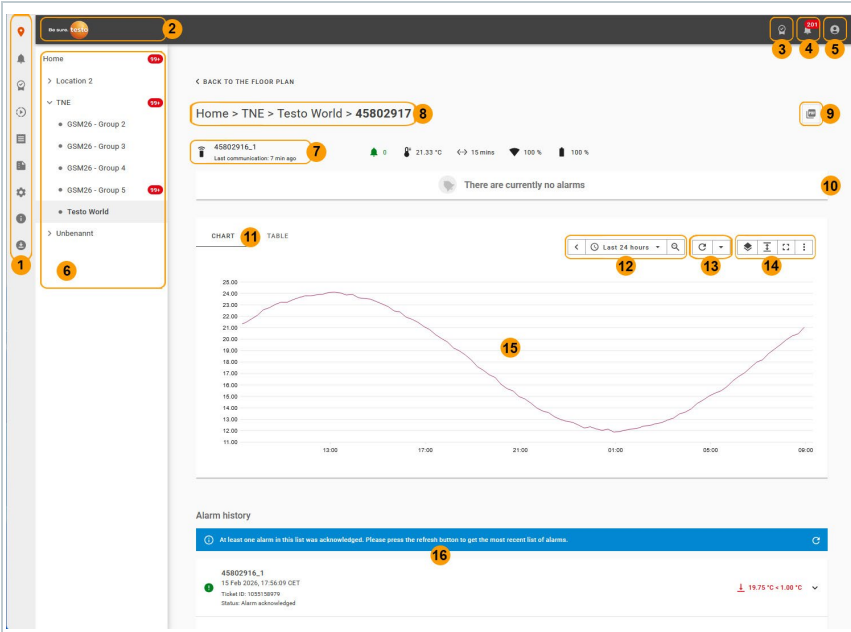 Be sure. testo
2
201
3
4
5
Home 99+
Location 2
TNE 99+
GSM26 - Group 2
GSM26 - Group 3
GSM26 - Group 4
GSM26 - Group 5 99+
Testo World
Unbenannt
1
6
< BACK TO THE FLOOR PLAN
Home > TNE > Testo World > 45802917
8
9
45802916_1
Last communication: 7 min ago
7
0
21.33 °C
15 mins
100 %
100 %
There are currently no alarms
10
CHART
11
TABLE
Last 24 hours
12
13
14
25.00
24.00
23.00
22.00
21.00
20.00
19.00
18.00
17.00
16.00
15.00
14.00
13.00
12.00
11.00
15
13:00
17:00
21:00
01:00
05:00
09:00
Alarm history
At least one alarm in this list was acknowledged. Please press the refresh button to get the most recent list of alarms.
16
45802916_1
15 Feb 2026, 17:56:09 CET
Ticket ID: 1055158979
Status: Alarm acknowledged
19.75 °C < 1.00 °C